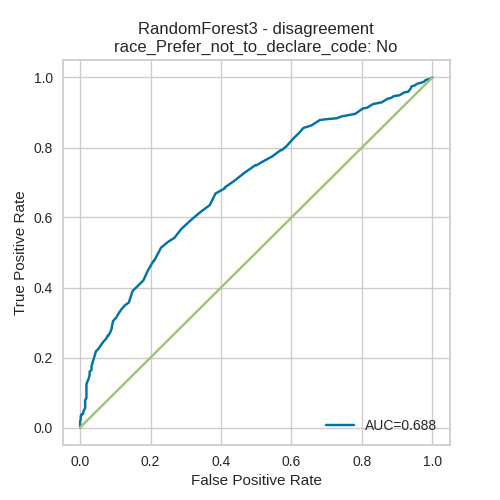 RandomForest3 - disagreement
race_Prefer_not_to_declare_code: No
1.0
0.8
0.6
0.4
0.2
0.0
True Positive Rate
AUC=0.688
0.0 0.2 0.4 0.6 0.8 1.0
False Positive Rate